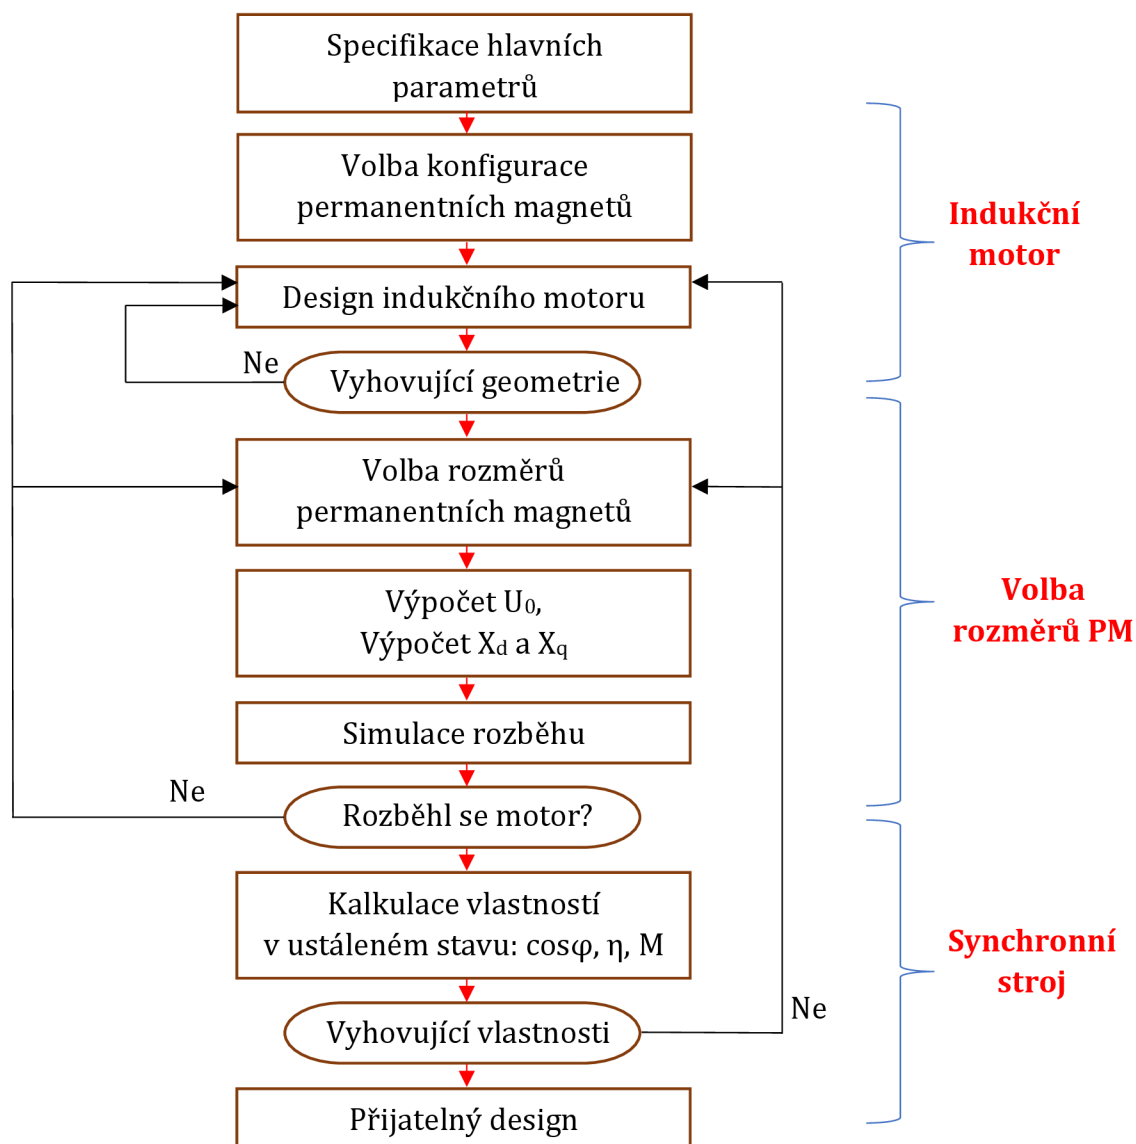 Specifikace hlavních
parametrů
Volba konfigurace
permanentních magnetů
Indukční
motor
Design indukčního motoru
Ne
Vyhovující geometrie
Volba rozměrů
permanentních magnetů
Výpočet U₀,
Výpočet Xd a Xq
Volba
rozměrů PM
Simulace rozběhu
Ne
Rozběhl se motor?
Kalkulace vlastností
v ustáleném stavu: cosφ, η, M
Synchronní
stroj
Ne
Vyhovující vlastnosti
Přijatelný design